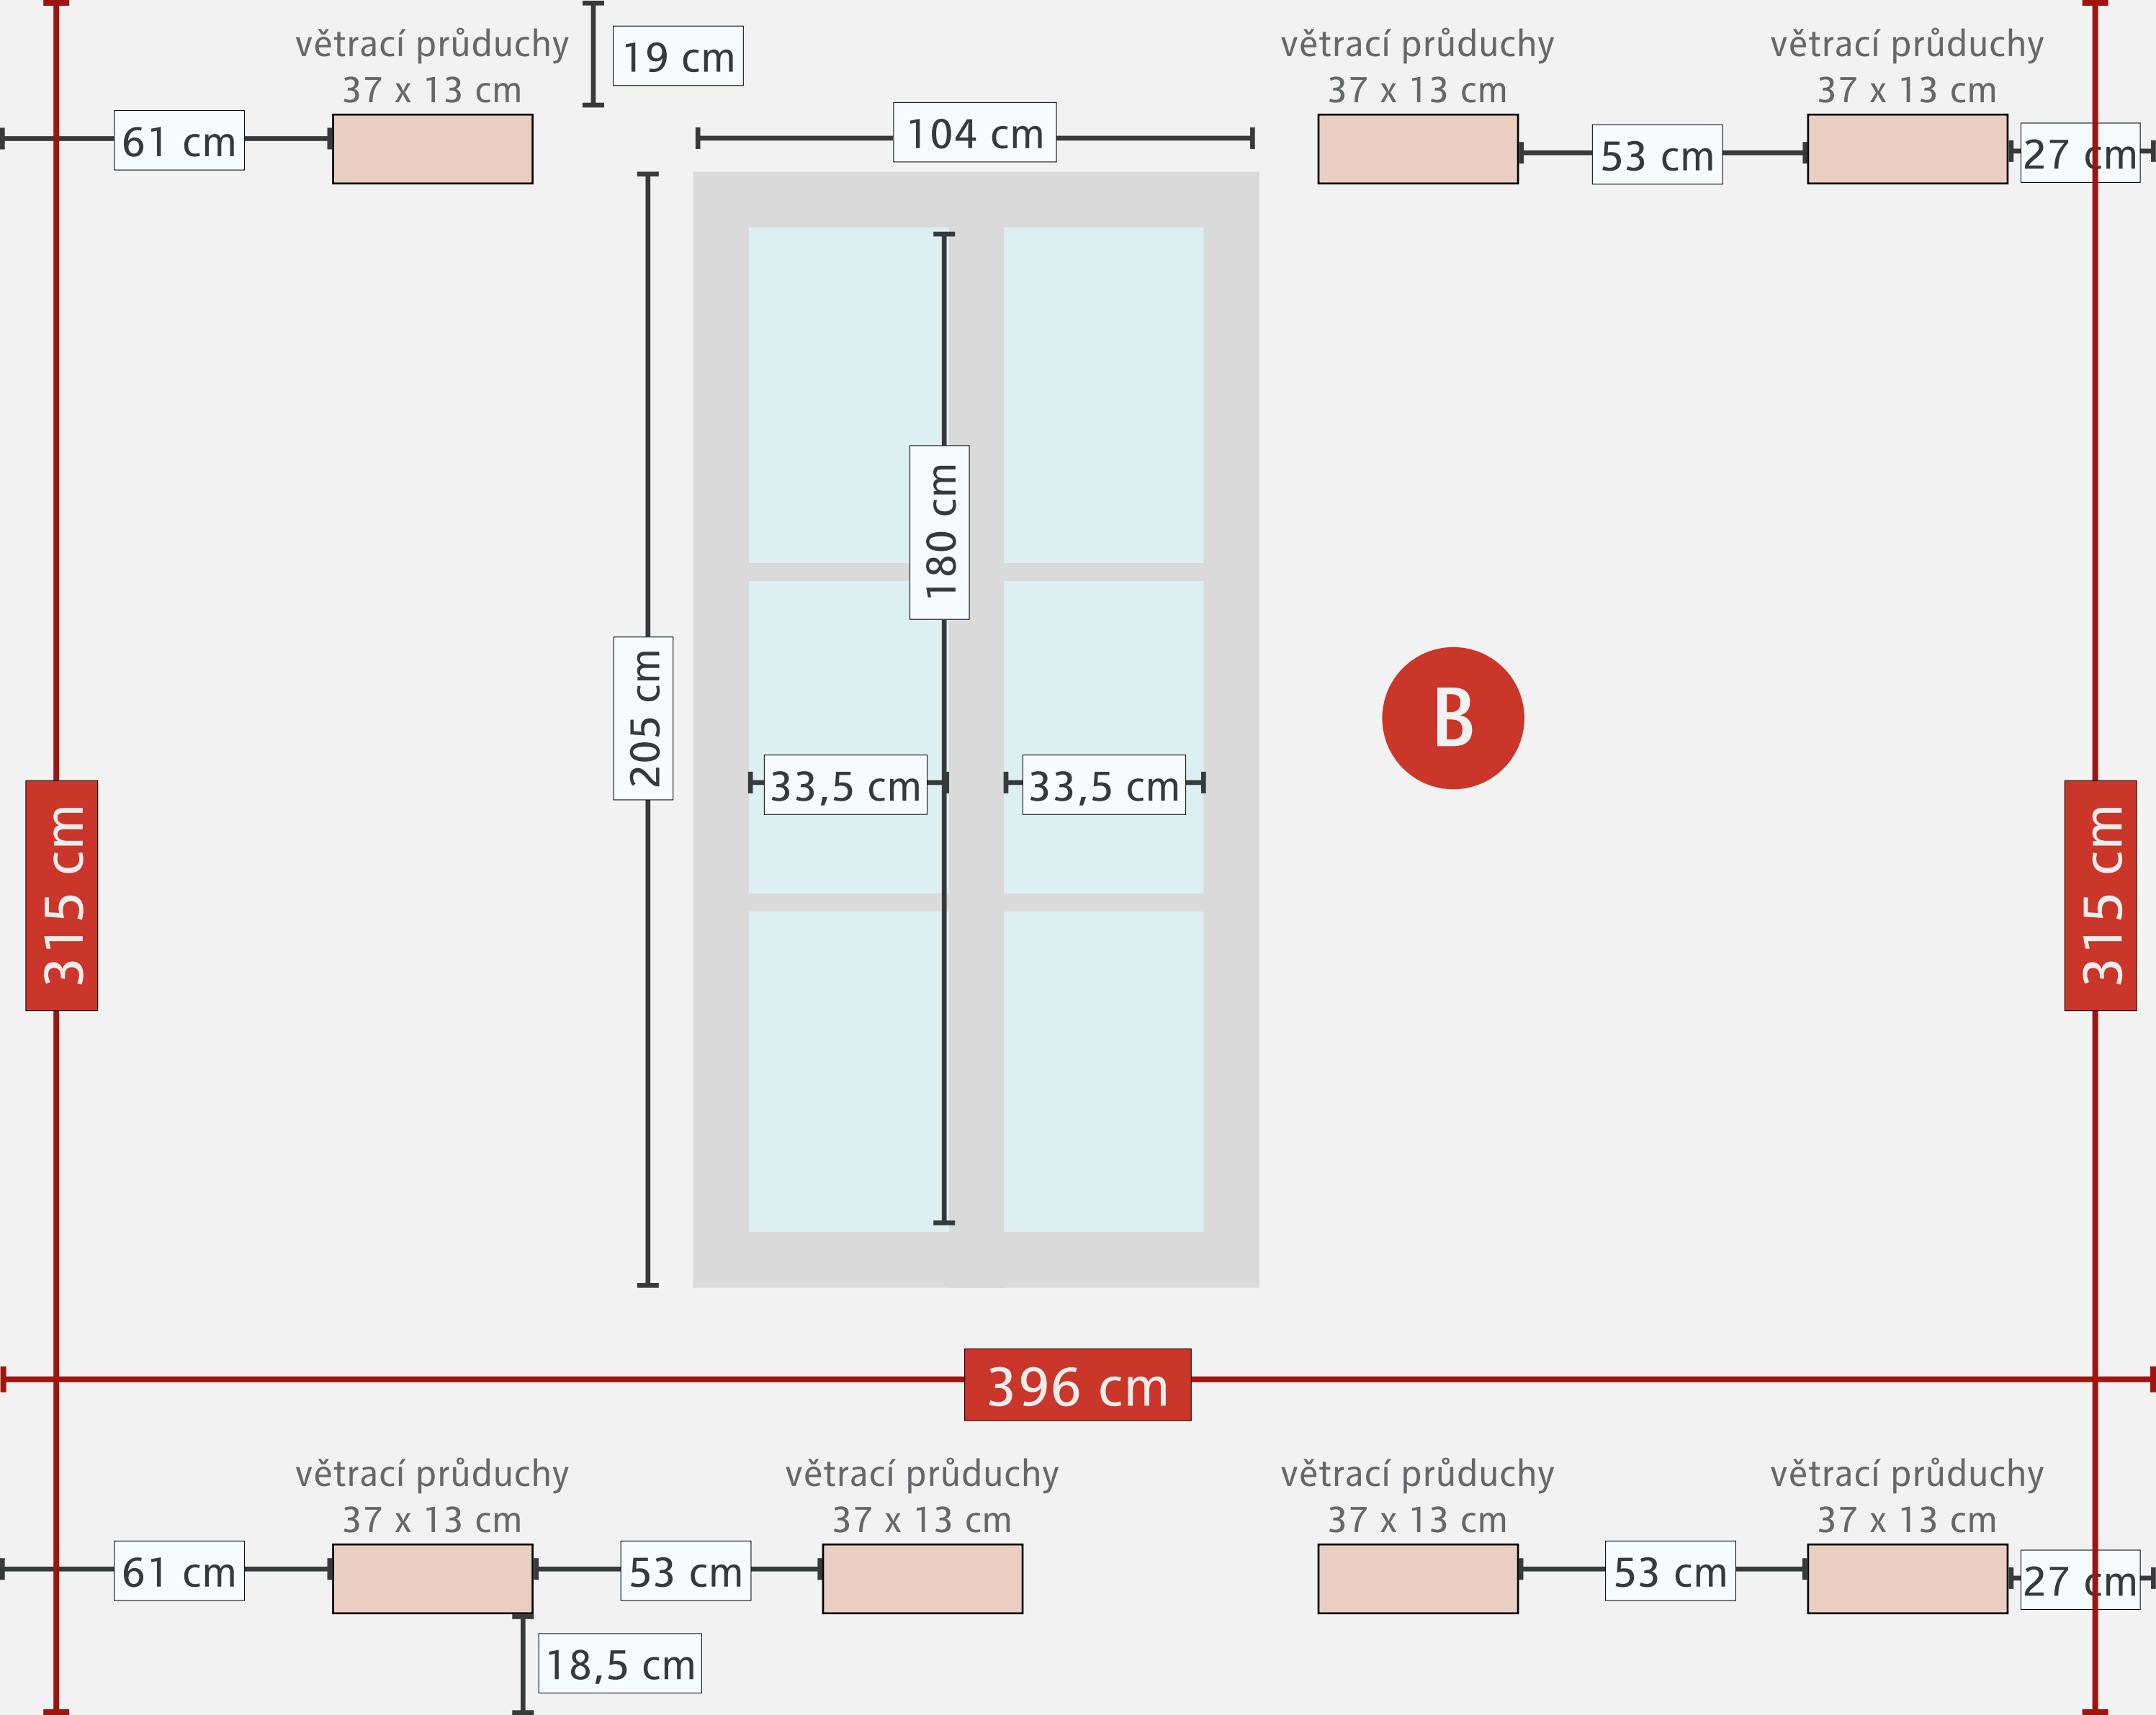 větrací průduchy
37 x 13 cm
19 cm
větrací průduchy
37 x 13 cm
větrací průduchy
37 x 13 cm
61 cm
104 cm
53 cm
27 cm
180 cm
205 cm
33,5 cm
33,5 cm
B
315 cm
315 cm
396 cm
větrací průduchy
37 x 13 cm
větrací průduchy
37 x 13 cm
větrací průduchy
37 x 13 cm
větrací průduchy
37 x 13 cm
61 cm
53 cm
53 cm
27 cm
18,5 cm